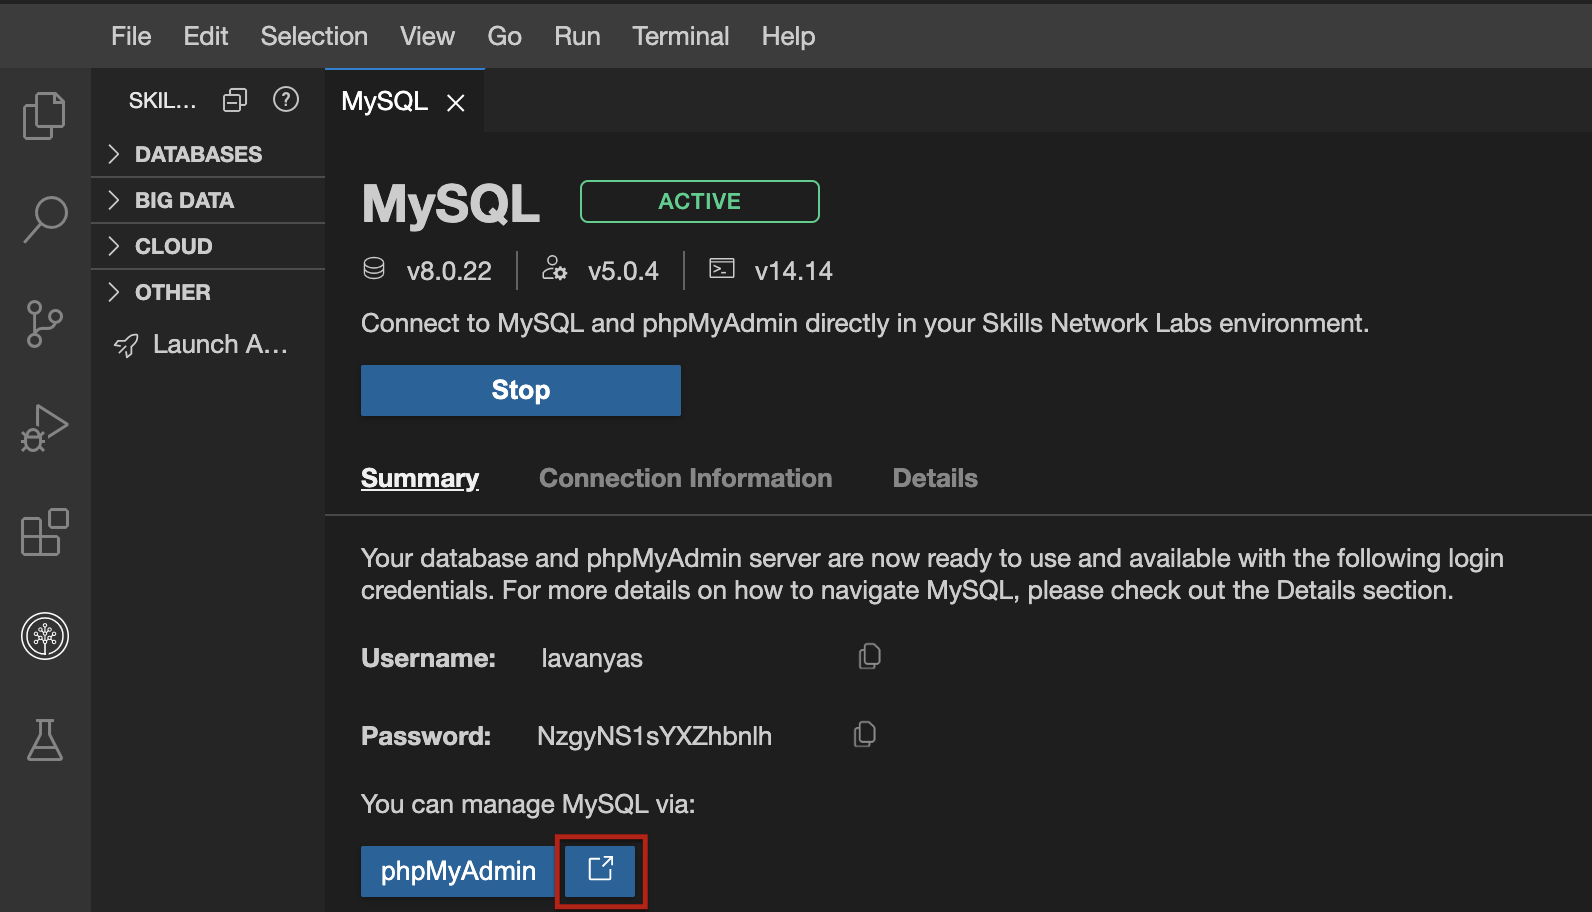 File Edit Selection View Go Run Terminal Help
SKIL...
MySQL
DATABASES
BIG DATA
CLOUD
OTHER
Launch A...
MySQL
ACTIVE
v8.0.22
v5.0.4
v14.14
Connect to MySQL and phpMyAdmin directly in your Skills Network Labs environment.
Stop
Summary Connection Information Details
Your database and phpMyAdmin server are now ready to use and available with the following login
credentials. For more details on how to navigate MySQL, please check out the Details section.
Username: lavanyas
Password: NzgyNS1sYXZhbnlh
You can manage MySQL via:
phpMyAdmin